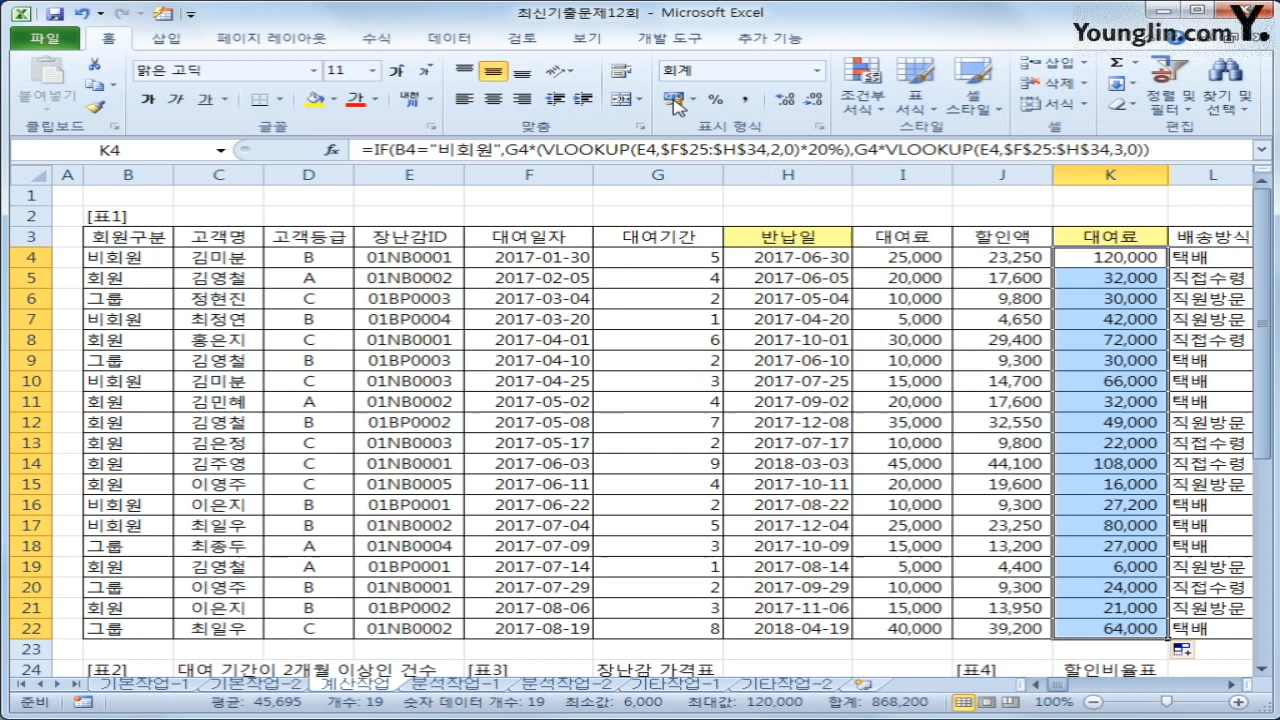 최신기출문제12회 - Microsoft Excel
YoungJin.com Y.
파일 홈 삽입 페이지 레이아웃 수식 데이터 검토 보기 개발 도구 추가 기능
붙여넣기 맑은 고딕 11 가 가 회계 조건부 서식 표 서식 셀 스타일 삽입 삭제 서식 Σ 정렬 및 필터 찾기 및 선택
가 가 가 가 내천 % ,
클립보드 글꼴 맞춤 표시 형식 스타일 셀 편집
K4 fx =IF(B4="비회원",G4*(VLOOKUP(E4,$F$25:$H$34,2,0)*20%),G4*VLOOKUP(E4,$F$25:$H$34,3,0))
A B C D E F G H I J K L
1
2 [표1]
3 회원구분 고객명 고객등급 장난감ID 대여일자 대여기간 반납일 대여료 할인액 대여료 배송방식
4 비회원 김미분 B 01NB0001 2017-01-30 5 2017-06-30 25,000 23,250 120,000 택배
5 회원 김영철 A 01NB0002 2017-02-05 4 2017-06-05 20,000 17,600 32,000 직접수령
6 그룹 정현진 C 01BP0003 2017-03-04 2 2017-05-04 10,000 9,800 30,000 직원방문
7 비회원 최정연 B 01BP0004 2017-03-20 1 2017-04-20 5,000 4,650 42,000 직원방문
8 회원 홍은지 C 01NB0001 2017-04-01 6 2017-10-01 30,000 29,400 72,000 직접수령
9 그룹 김영철 B 01BP0003 2017-04-10 2 2017-06-10 10,000 9,300 30,000 택배
10 비회원 김미분 C 01NB0003 2017-04-25 3 2017-07-25 15,000 14,700 66,000 택배
11 회원 김민혜 A 01NB0002 2017-05-02 4 2017-09-02 20,000 17,600 32,000 택배
12 회원 김영철 B 01BP0002 2017-05-08 7 2017-12-08 35,000 32,550 49,000 직원방문
13 회원 김은정 C 01NB0003 2017-05-17 2 2017-07-17 10,000 9,800 22,000 직접수령
14 회원 김주영 C 01NB0001 2017-06-03 9 2018-03-03 45,000 44,100 108,000 직접수령
15 회원 이영주 C 01NB0005 2017-06-11 4 2017-10-11 20,000 19,600 16,000 직원방문
16 비회원 이은지 B 01BP0001 2017-06-22 2 2017-08-22 10,000 9,300 27,200 택배
17 비회원 최일우 B 01NB0002 2017-07-04 5 2017-12-04 25,000 23,250 80,000 택배
18 그룹 최종두 A 01NB0004 2017-07-09 3 2017-10-09 15,000 13,200 27,000 택배
19 회원 김영철 A 01BP0001 2017-07-14 1 2017-08-14 5,000 4,400 6,000 직원방문
20 그룹 이영주 B 01NB0001 2017-07-29 2 2017-09-29 10,000 9,300 24,000 직접수령
21 회원 이은지 B 01BP0002 2017-08-06 3 2017-11-06 15,000 13,950 21,000 직원방문
22 그룹 최일우 C 01NB0002 2017-08-19 8 2018-04-19 40,000 39,200 64,000 택배
23
24 [표2] 대여 기간이 2개월 이상인 건수 [표3] 장난감 가격표 [표4] 할인비율표
기본작업-1 기본작업-2 계산작업 분석작업-1 분석작업-2 기타작업-1 기타작업-2
준비 평균: 45,695 개수: 19 숫자 데이터 개수: 19 최소값: 6,000 최대값: 120,000 합계: 868,200 100%